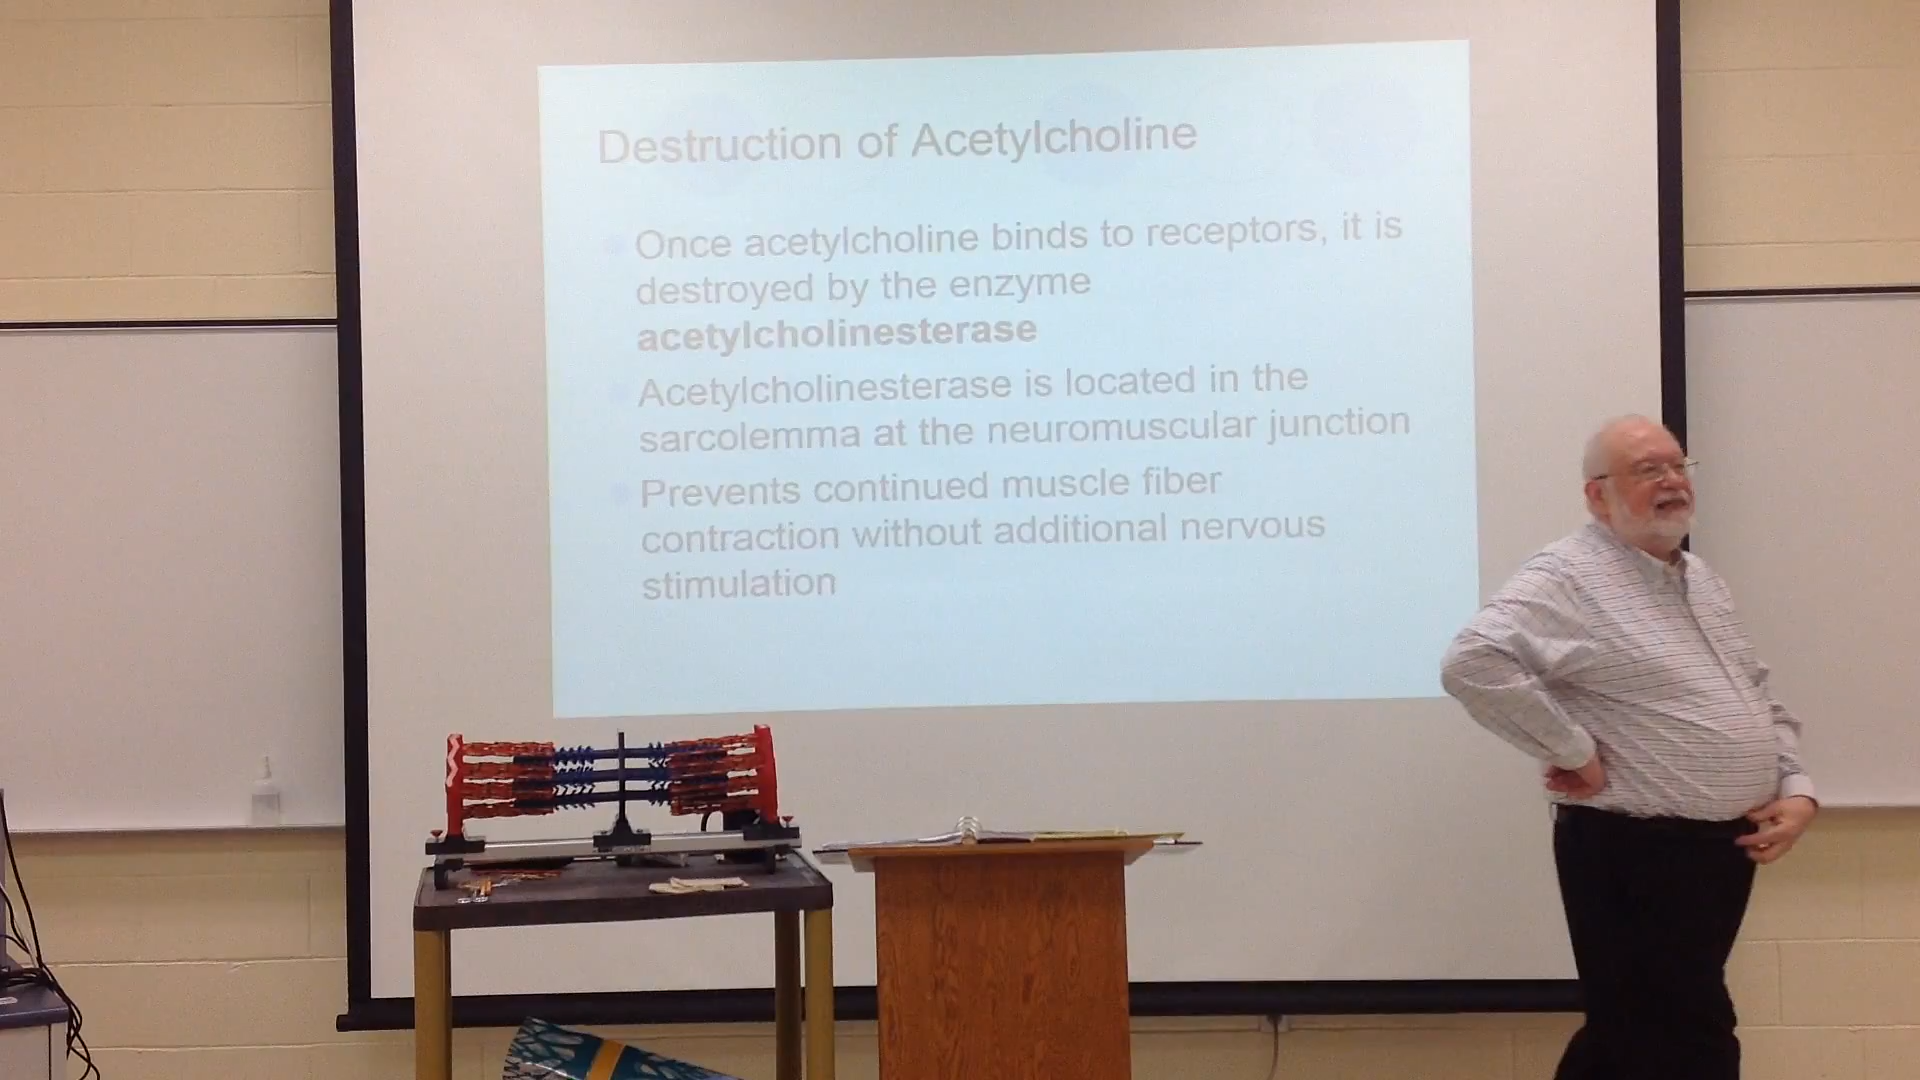 Destruction of Acetylcholine
Once acetylcholine binds to receptors, it is
destroyed by the enzyme
acetylcholinesterase
Acetylcholinesterase is located in the
sarcolemma at the neuromuscular junction
Prevents continued muscle fiber
contraction without additional nervous
stimulation